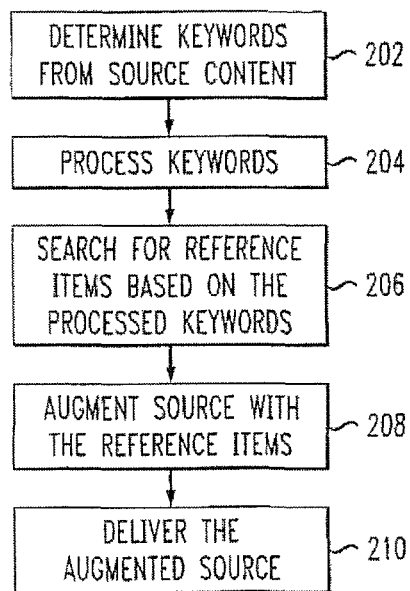 DETERMINE KEYWORDS
FROM SOURCE CONTENT
202
PROCESS KEYWORDS
204
SEARCH FOR REFERENCE
ITEMS BASED ON THE
PROCESSED KEYWORDS
206
AUGMENT SOURCE WITH
THE REFERENCE ITEMS
208
DELIVER THE
AUGMENTED SOURCE
210